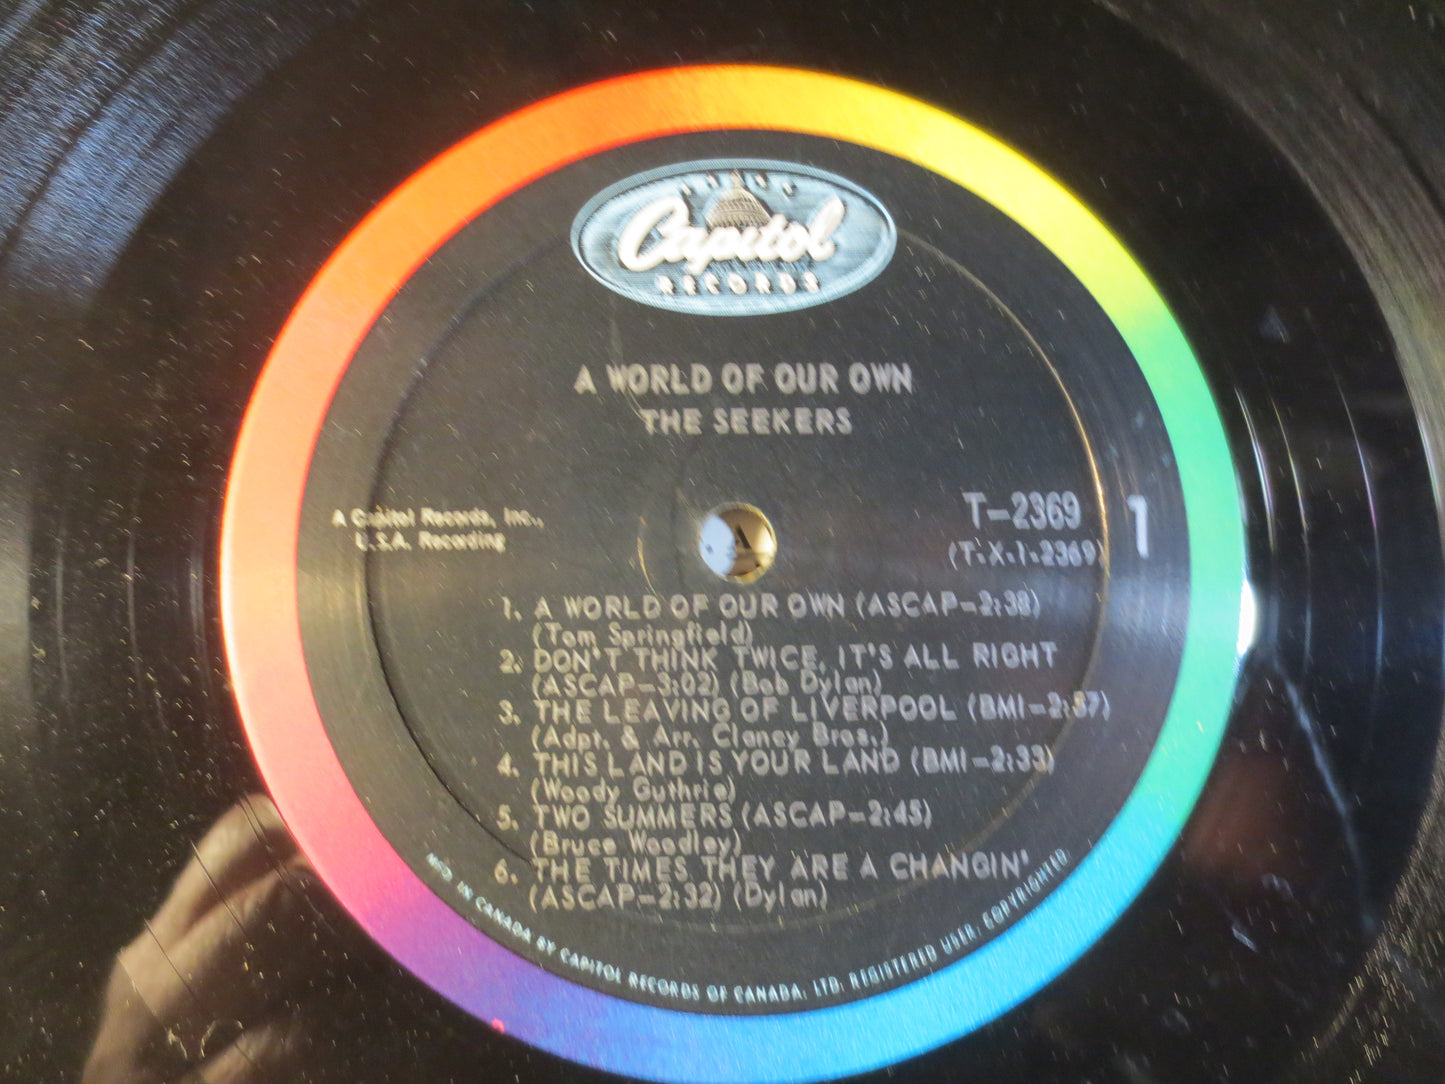 Capitol
RECORDS
A WORLD OF OUR OWN
THE SEEKERS
A Capitol Records, Inc.,
U.S.A. Recording
T-2369
(T.X.1.2369)
1
1. A WORLD OF OUR OWN (ASCAP-2:38)
(Tom Springfield)
2. DON'T THINK TWICE, IT'S ALL RIGHT
(ASCAP-3:02) (Bob Dylan)
3. THE LEAVING OF LIVERPOOL (BMI-2:57)
(Adpt. & Arr. Clancy Bros.)
4. THIS LAND IS YOUR LAND (BMI-2:33)
(Woody Guthrie)
5. TWO SUMMERS (ASCAP-2:45)
(Bruce Woodley)
6. THE TIMES THEY ARE A CHANGIN'
(ASCAP-2:32) (Dylan)
MFD. IN CANADA BY CAPITOL RECORDS OF CANADA, LTD. REGISTERED USER. COPYRIGHTED.